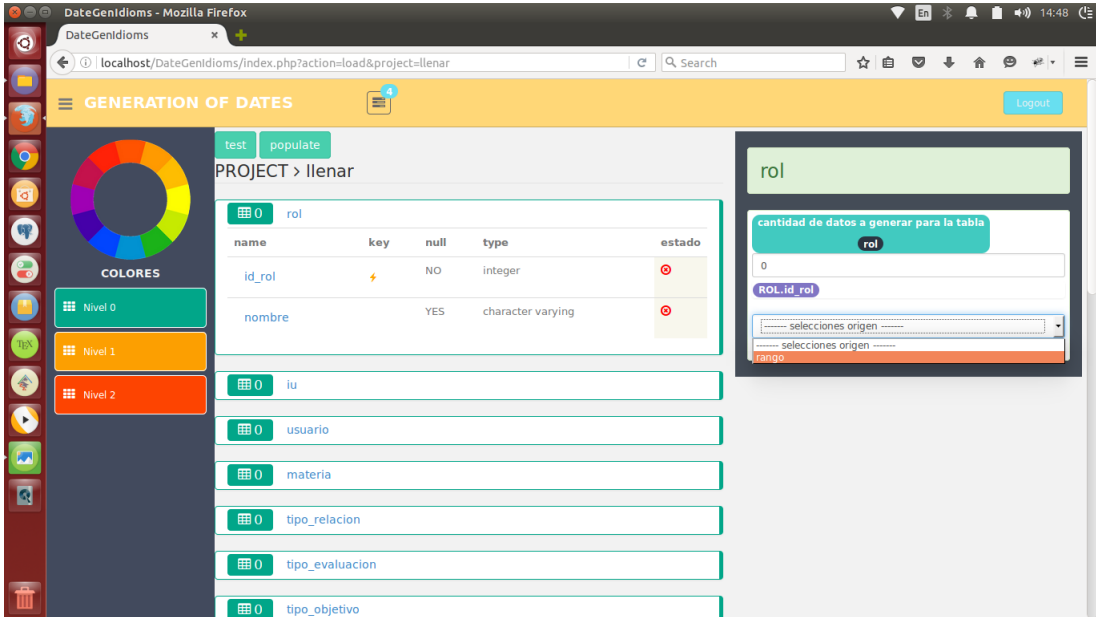 DateGenIdioms - Mozilla Firefox
En
14:48
DateGenIdioms
localhost/DateGenIdioms/index.php?action=load&project=llenar
Search
GENERATION OF DATES
4
Logout
COLORES
Nivel 0
Nivel 1
Nivel 2
test
populate
PROJECT > llenar
0 rol
name key null type estado
id_rol NO integer
nombre YES character varying
0 iu
0 usuario
0 materia
0 tipo_relacion
0 tipo_evaluacion
0 tipo_objetivo
rol
cantidad de datos a generar para la tabla
rol
0
ROL.id_rol
------- selecciones origen -------
------- selecciones origen -------
rango
TEX